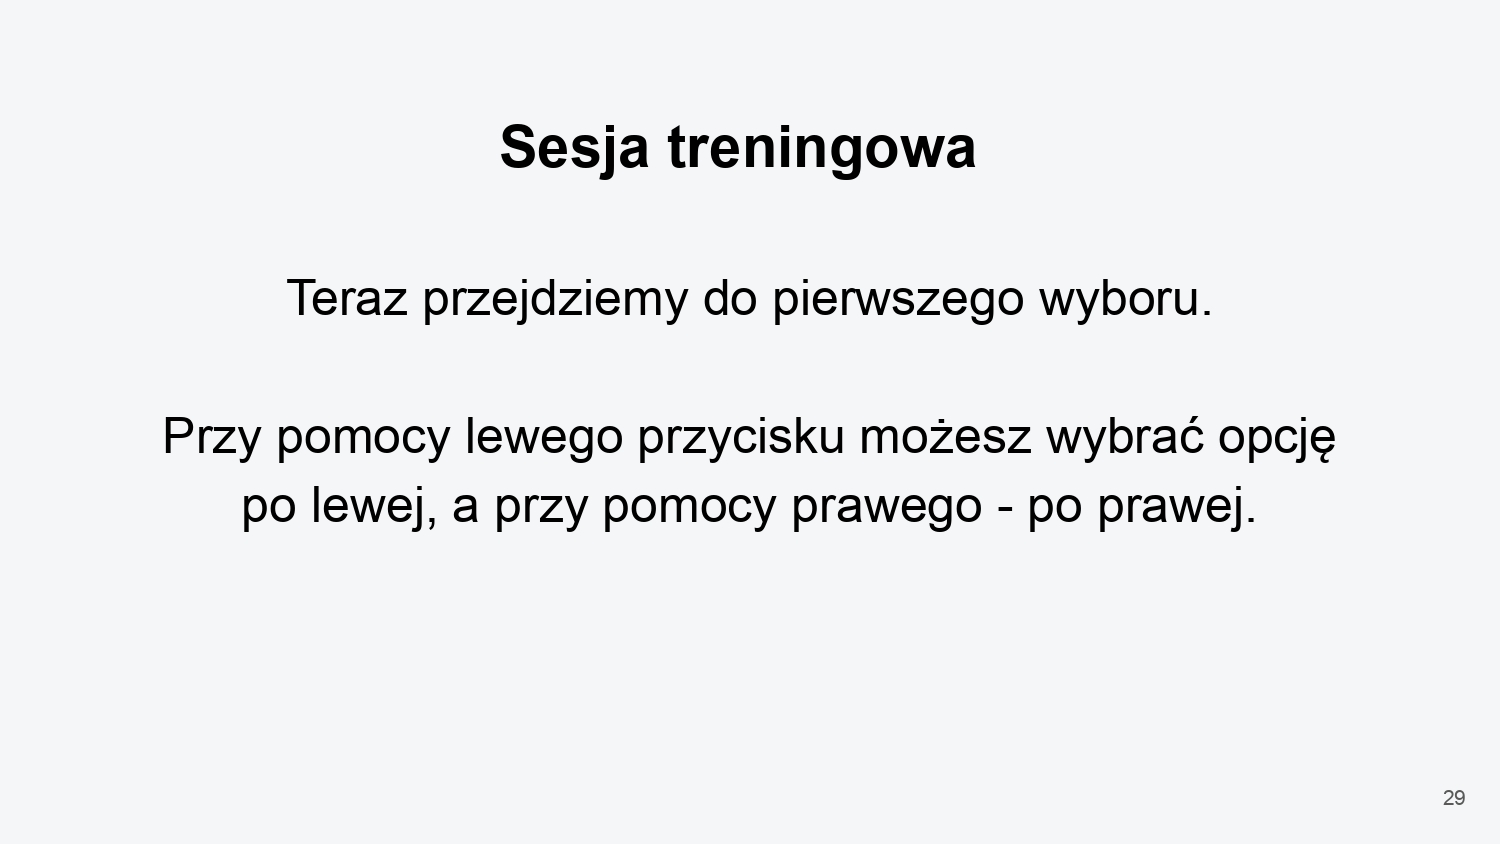 Sesja treningowa
Teraz przejdziemy do pierwszego wyboru.
Przy pomocy lewego przycisku możesz wybrać opcję
po lewej, a przy pomocy prawego - po prawej.
29